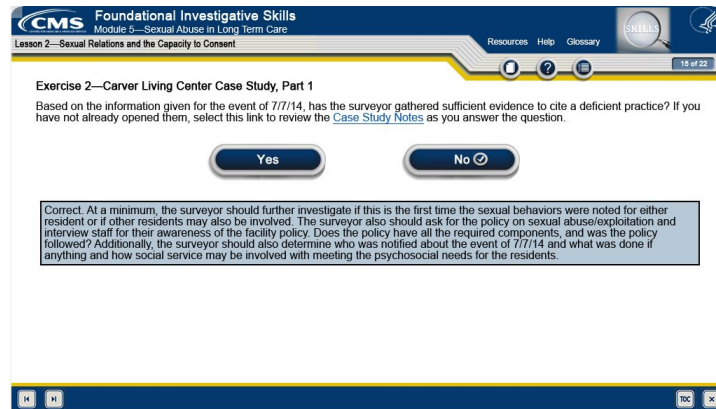 CMS
Foundational Investigative Skills
Module 5—Sexual Abuse in Long Term Care
SKILLS
Lesson 2—Sexual Relations and the Capacity to Consent
Resources Help Glossary
? 
15 of 22
Exercise 2—Carver Living Center Case Study, Part 1
Based on the information given for the event of 7/7/14, has the surveyor gathered sufficient evidence to cite a deficient practice? If you
have not already opened them, select this link to review the Case Study Notes as you answer the question.
Yes
No
Correct. At a minimum, the surveyor should further investigate if this is the first time the sexual behaviors were noted for either
resident or if other residents may also be involved. The surveyor also should ask for the policy on sexual abuse/exploitation and
interview staff for their awareness of the facility policy. Does the policy have all the required components, and was the policy
followed? Additionally, the surveyor should also determine who was notified about the event of 7/7/14 and what was done if
anything and how social service may be involved with meeting the psychosocial needs for the residents.
TOC X